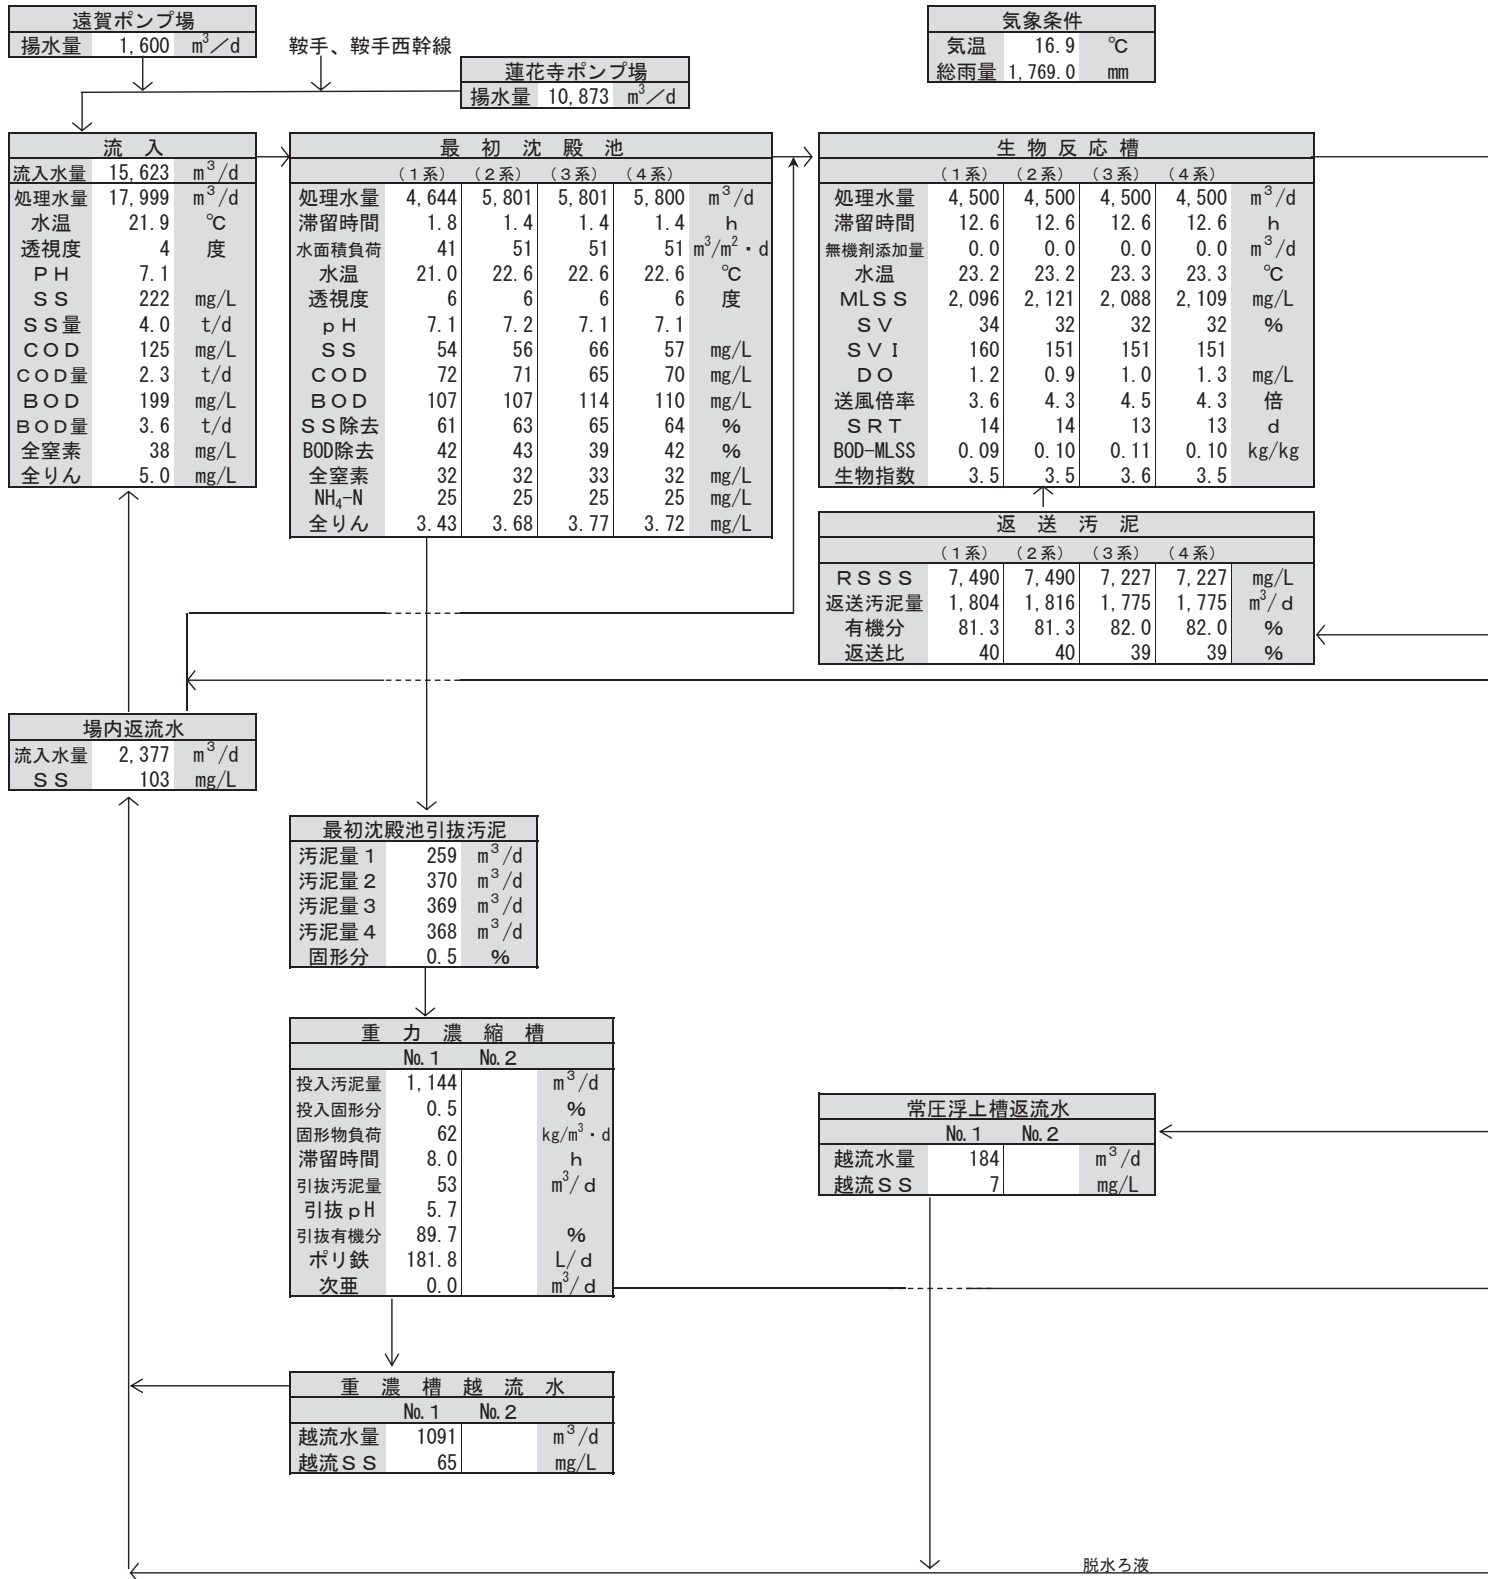 遠賀ポンプ場
揚水量 1,600 m³／d
鞍手、鞍手西幹線
蓮花寺ポンプ場
揚水量 10,873 m³／d
気象条件
気温 16.9 ℃
総雨量 1,769.0 mm
流入
流入水量 15,623 m³/d
処理水量 17,999 m³/d
水温 21.9 ℃
透視度 4 度
ＰＨ 7.1
ＳＳ 222 mg/L
ＳＳ量 4.0 t/d
ＣＯＤ 125 mg/L
ＣＯＤ量 2.3 t/d
ＢＯＤ 199 mg/L
ＢＯＤ量 3.6 t/d
全窒素 38 mg/L
全りん 5.0 mg/L
最初沈殿池
（１系） （２系） （３系） （４系）
処理水量 4,644 5,801 5,801 5,800 m³/d
滞留時間 1.8 1.4 1.4 1.4 ｈ
水面積負荷 41 51 51 51 m³/m²・d
水温 21.0 22.6 22.6 22.6 ℃
透視度 6 6 6 6 度
ｐＨ 7.1 7.2 7.1 7.1
ＳＳ 54 56 66 57 mg/L
ＣＯＤ 72 71 65 70 mg/L
ＢＯＤ 107 107 114 110 mg/L
ＳＳ除去 61 63 65 64 ％
BOD除去 42 43 39 42 ％
全窒素 32 32 33 32 mg/L
NH₄-N 25 25 25 25 mg/L
全りん 3.43 3.68 3.77 3.72 mg/L
生物反応槽
（１系） （２系） （３系） （４系）
処理水量 4,500 4,500 4,500 4,500 m³/d
滞留時間 12.6 12.6 12.6 12.6 ｈ
無機剤添加量 0.0 0.0 0.0 0.0 m³/d
水温 23.2 23.2 23.3 23.3 ℃
ＭＬＳＳ 2,096 2,121 2,088 2,109 mg/L
ＳＶ 34 32 32 32 ％
ＳＶＩ 160 151 151 151
ＤＯ 1.2 0.9 1.0 1.3 mg/L
送風倍率 3.6 4.3 4.5 4.3 倍
ＳＲＴ 14 14 13 13 ｄ
BOD-MLSS 0.09 0.10 0.11 0.10 kg/kg
生物指数 3.5 3.5 3.6 3.5
返送汚泥
（１系） （２系） （３系） （４系）
ＲＳＳＳ 7,490 7,490 7,227 7,227 mg/L
返送汚泥量 1,804 1,816 1,775 1,775 m³/ｄ
有機分 81.3 81.3 82.0 82.0 ％
返送比 40 40 39 39 ％
場内返流水
流入水量 2,377 m³/d
ＳＳ 103 mg/L
最初沈殿池引抜汚泥
汚泥量１ 259 m³/d
汚泥量２ 370 m³/d
汚泥量３ 369 m³/d
汚泥量４ 368 m³/d
固形分 0.5 ％
重力濃縮槽
№１ №２
投入汚泥量 1,144 m³/d
投入固形分 0.5 ％
固形物負荷 62 kg/m³・d
滞留時間 8.0 ｈ
引抜汚泥量 53 m³/ｄ
引抜ｐH 5.7
引抜有機分 89.7 ％
ポリ鉄 181.8 L/ｄ
次亜 0.0 m³/ｄ
常圧浮上槽返流水
№１ №２
越流水量 184 m³/d
越流ＳＳ 7 mg/L
重濃槽越流水
№１ №２
越流水量 1091 m³/d
越流ＳＳ 65 mg/L
脱水ろ液